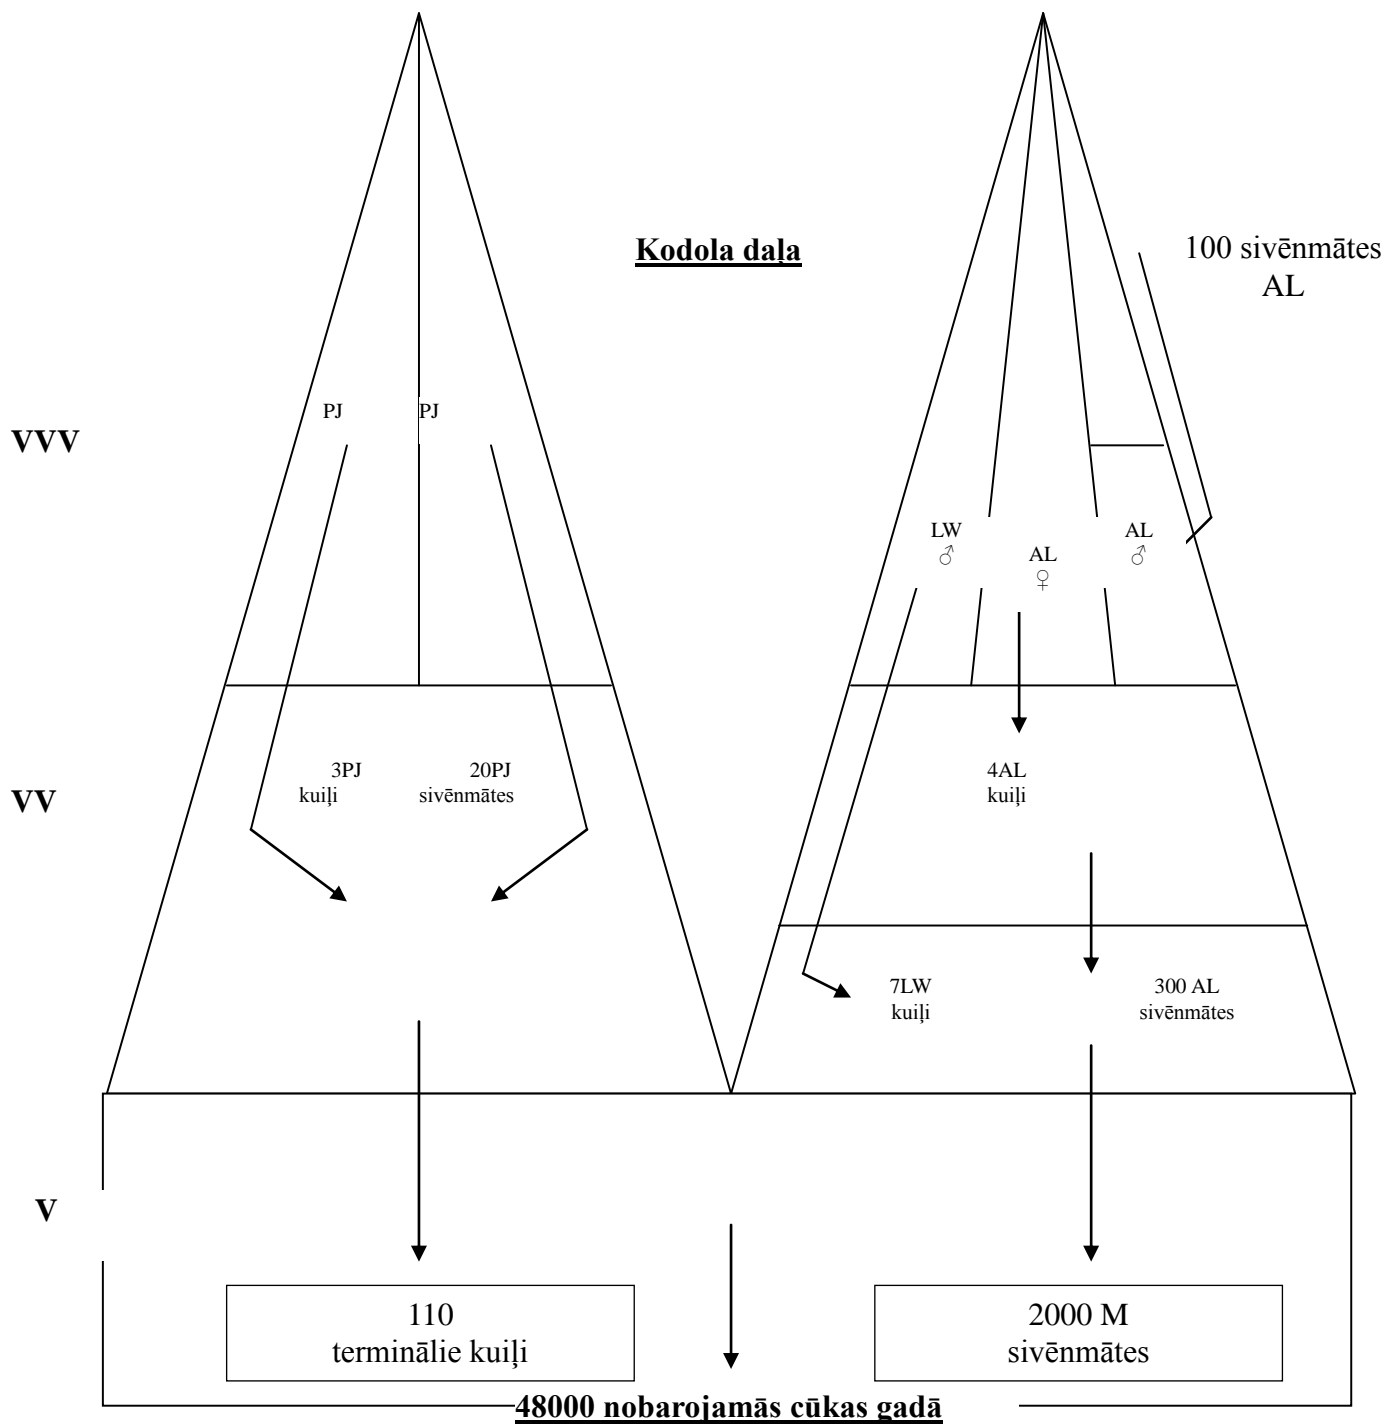 Kodola daļa
100 sivēnmātes
AL
PJ PJ
VVV
LW
♂
AL
♀
AL
♂
VV
3PJ
kuiļi
20PJ
sivēnmātes
4AL
kuiļi
7LW
kuiļi
300 AL
sivēnmātes
V
110
terminālie kuiļi
2000 M
sivēnmātes
48000 nobarojamās cūkas gadā